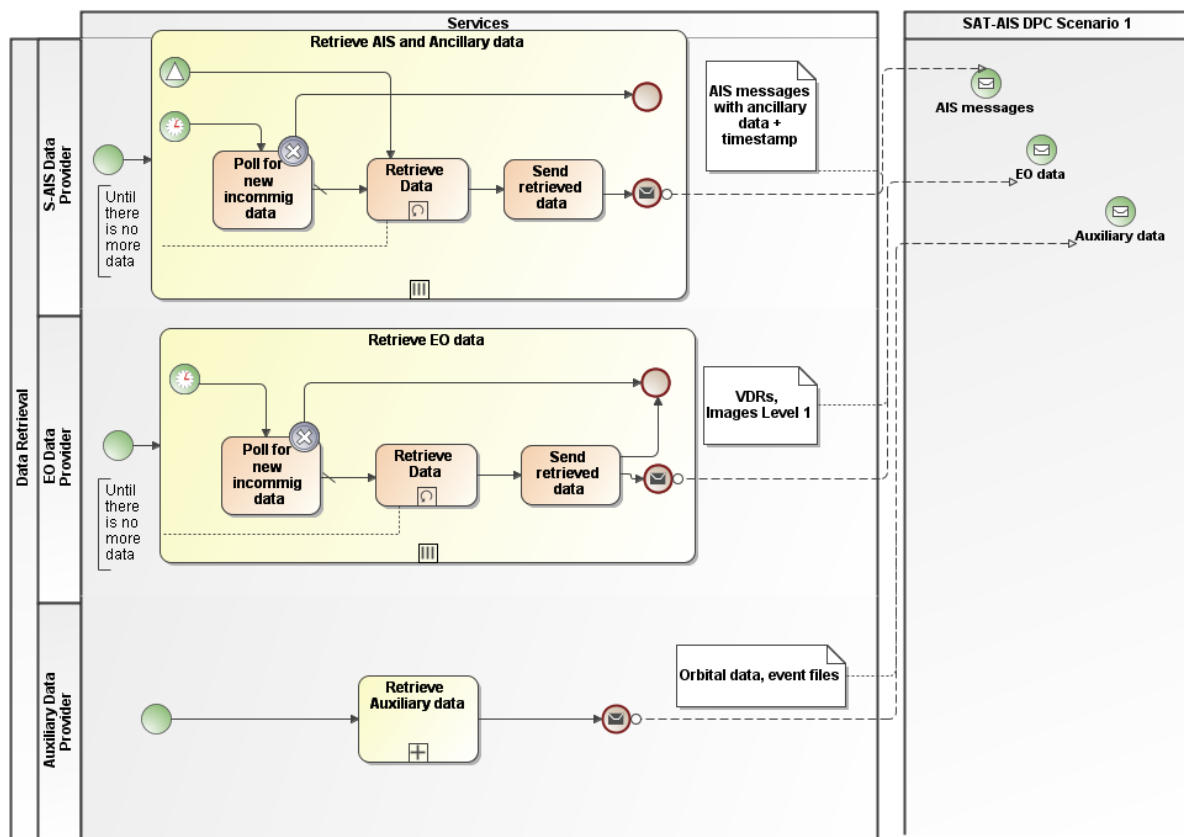 Services
SAT-AIS DPC Scenario 1
Data Retrieval
S-AIS Data
Provider
Retrieve AIS and Ancillary data
Poll for
new
incommig
data
Retrieve
Data
Send
retrieved
data
Until
there
is no
more
data
AIS messages
with ancillary
data +
timestamp
AIS messages
EO data
Auxiliary data
EO Data
Provider
Retrieve EO data
Poll for
new
incommig
data
Retrieve
Data
Send
retrieved
data
Until
there
is no
more
data
VDRs,
Images Level 1
Auxiliary Data
Provider
Retrieve
Auxiliary data
Orbital data, event files